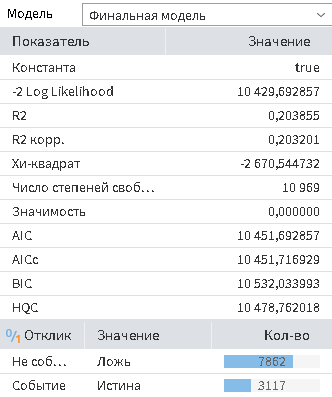 Модель Финальная модель
Показатель Значение
Константа true
-2 Log Likelihood 10 429,692857
R2 0,203855
R2 корр. 0,203201
Хи-квадрат -2 670,544732
Число степеней своб... 10 969
Значимость 0,000000
AIC 10 451,692857
AICc 10 451,716929
BIC 10 532,033993
HQC 10 478,762018
%1 Отклик Значение Кол-во
Не соб... Ложь 7862
Событие Истина 3117